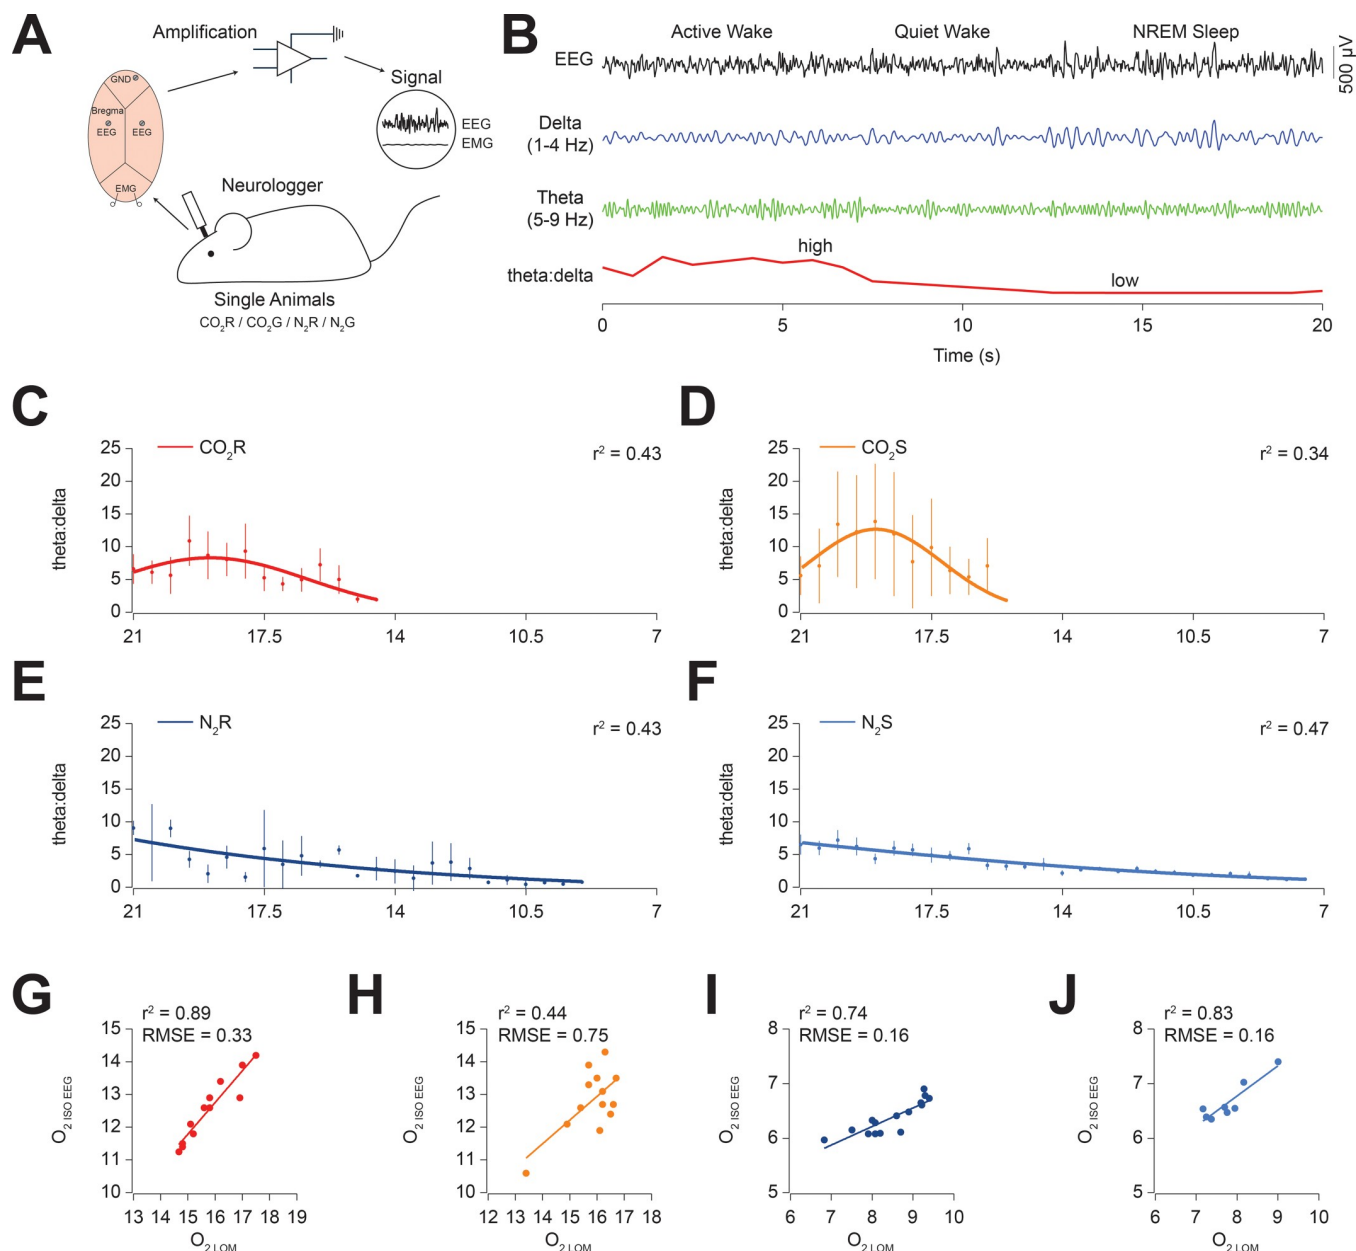 A
Amplification
GND
Bregma
EEG EEG
EMG
Signal
EEG
EMG
Neurologger
Single Animals
CO₂R / CO₂G / N₂R / N₂G
B
Active Wake Quiet Wake NREM Sleep
EEG
500 µV
Delta
(1-4 Hz)
Theta
(5-9 Hz)
high
theta:delta
low
0 5 10 15 20
Time (s)
C
CO₂R
r² = 0.43
theta:delta
25
20
15
10
5
0
21 17.5 14 10.5 7
D
CO₂S
r² = 0.34
theta:delta
25
20
15
10
5
0
21 17.5 14 10.5 7
E
N₂R
r² = 0.43
theta:delta
25
20
15
10
5
0
21 17.5 14 10.5 7
F
N₂S
r² = 0.47
theta:delta
25
20
15
10
5
0
21 17.5 14 10.5 7
G
r² = 0.89
RMSE = 0.33
O₂ ISO EEG
15
14
13
12
11
10
13 14 15 16 17 18 19
O₂ LOM
H
r² = 0.44
RMSE = 0.75
O₂ ISO EEG
15
14
13
12
11
10
12 13 14 15 16 17 18
O₂ LOM
I
r² = 0.74
RMSE = 0.16
O₂ ISO EEG
8
7
6
5
6 7 8 9 10
O₂ LOM
J
r² = 0.83
RMSE = 0.16
O₂ ISO EEG
8
7
6
5
6 7 8 9 10
O₂ LOM